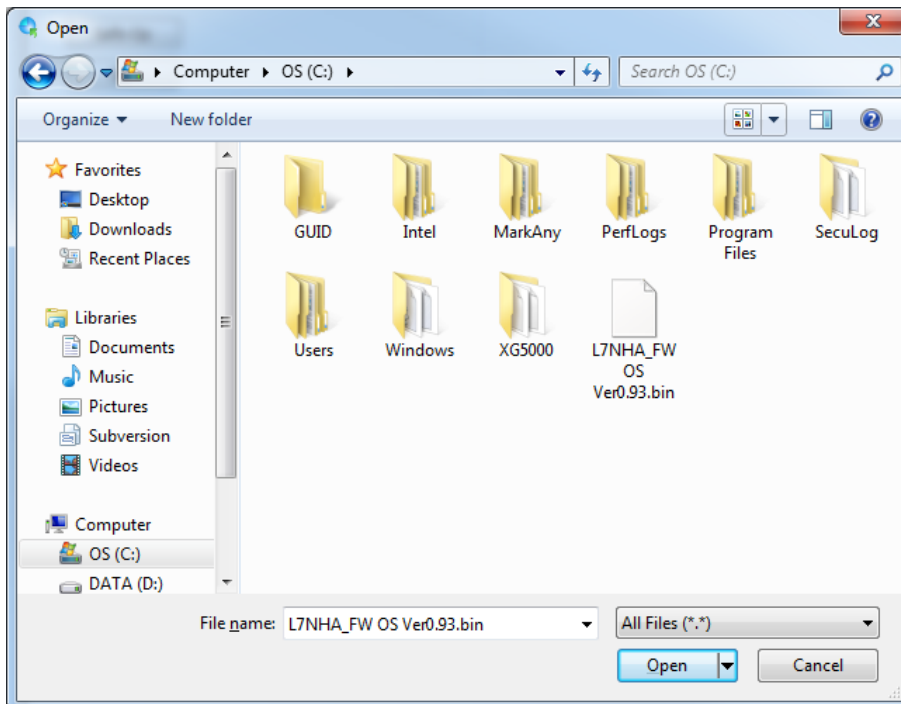 Open
Computer OS (C:)
Search OS (C:)
Organize New folder
Favorites
Desktop
Downloads
Recent Places
Libraries
Documents
Music
Pictures
Subversion
Videos
Computer
OS (C:)
DATA (D:)
GUID Intel MarkAny PerfLogs Program Files SecuLog
Users Windows XG5000 L7NHA_FW OS Ver0.93.bin
File name: L7NHA_FW OS Ver0.93.bin All Files (*.*)
Open Cancel